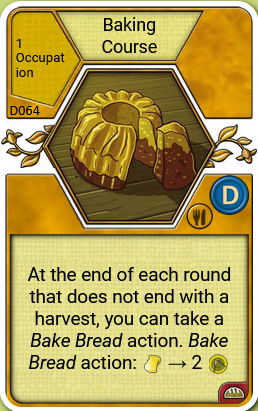 Baking
Course
1
Occupat
ion
D064
D
At the end of each round
that does not end with a
harvest, you can take a
Bake Bread action. Bake
Bread action: → 2